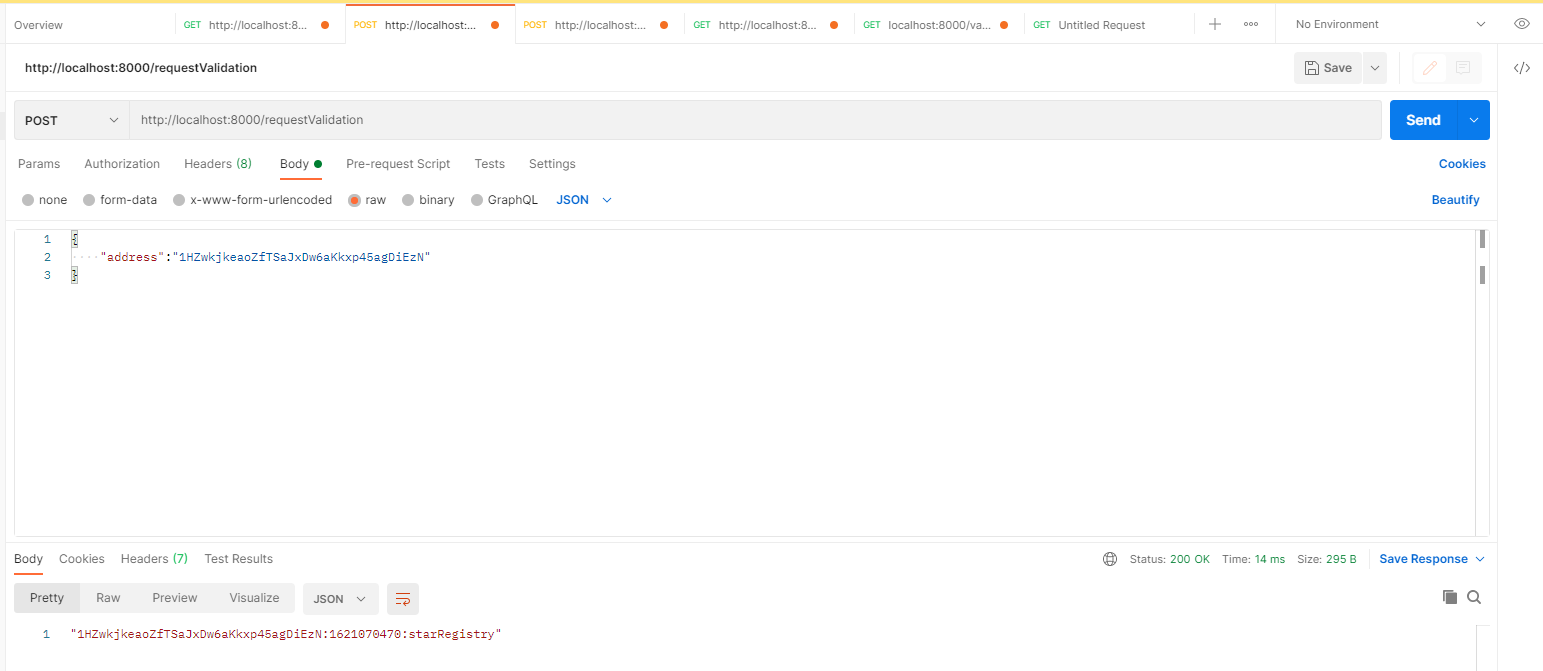 Overview GET http://localhost:8... POST http://localhost:... POST http://localhost:... GET http://localhost:8... GET localhost:8000/va... GET Untitled Request No Environment
http://localhost:8000/requestValidation Save
POST http://localhost:8000/requestValidation Send
Params Authorization Headers (8) Body Pre-request Script Tests Settings Cookies
none form-data x-www-form-urlencoded raw binary GraphQL JSON Beautify
1 {
2 "address":"1HZwkjkeaoZfTSaJxDw6aKkxp45agDiEzN"
3 }
Body Cookies Headers (7) Test Results Status: 200 OK Time: 14 ms Size: 295 B Save Response
Pretty Raw Preview Visualize JSON
1 "1HZwkjkeaoZfTSaJxDw6aKkxp45agDiEzN:1621070470:starRegistry"